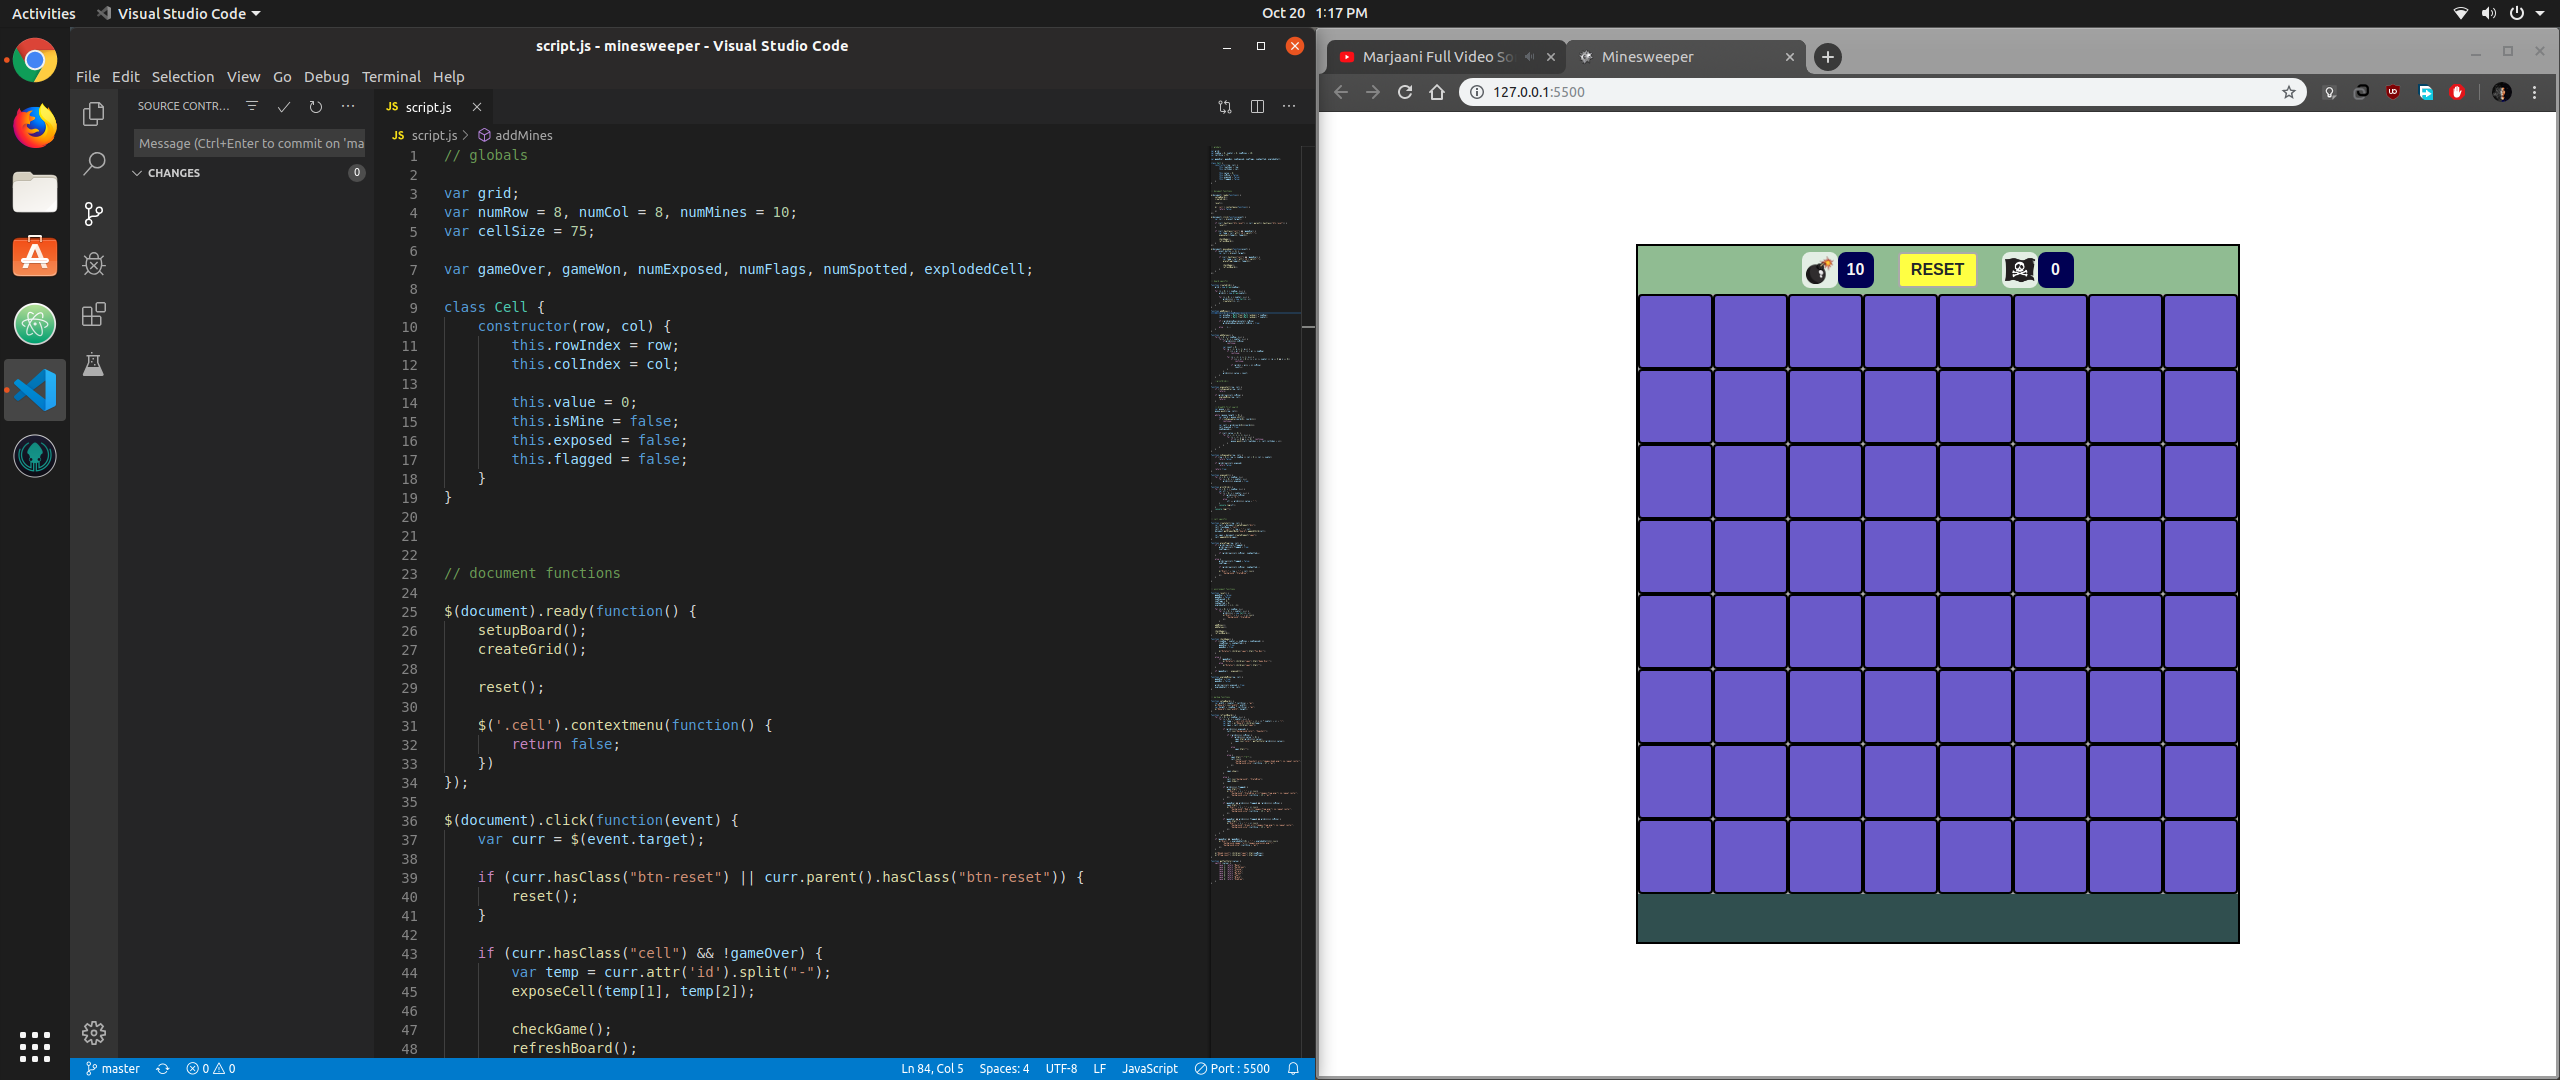 Activities
Visual Studio Code
Oct 20 1:17 PM
script.js - minesweeper - Visual Studio Code
File Edit Selection View Go Debug Terminal Help
SOURCE CONTR...
Message (Ctrl+Enter to commit on 'ma
CHANGES 0
JS script.js
JS script.js > addMines
1 // globals
2
3 var grid;
4 var numRow = 8, numCol = 8, numMines = 10;
5 var cellSize = 75;
6
7 var gameOver, gameWon, numExposed, numFlags, numSpotted, explodedCell;
8
9 class Cell {
10 constructor(row, col) {
11 this.rowIndex = row;
12 this.colIndex = col;
13
14 this.value = 0;
15 this.isMine = false;
16 this.exposed = false;
17 this.flagged = false;
18 }
19 }
20
21
22
23 // document functions
24
25 $(document).ready(function() {
26 setupBoard();
27 createGrid();
28
29 reset();
30
31 $('.cell').contextmenu(function() {
32 return false;
33 })
34 });
35
36 $(document).click(function(event) {
37 var curr = $(event.target);
38
39 if (curr.hasClass("btn-reset") || curr.parent().hasClass("btn-reset")) {
40 reset();
41 }
42
43 if (curr.hasClass("cell") && !gameOver) {
44 var temp = curr.attr('id').split("-");
45 exposeCell(temp[1], temp[2]);
46
47 checkGame();
48 refreshBoard();
master 0 0
Ln 84, Col 5 Spaces: 4 UTF-8 LF JavaScript Port : 5500
Marjaani Full Video So
Minesweeper
127.0.0.1:5500
10 RESET 0